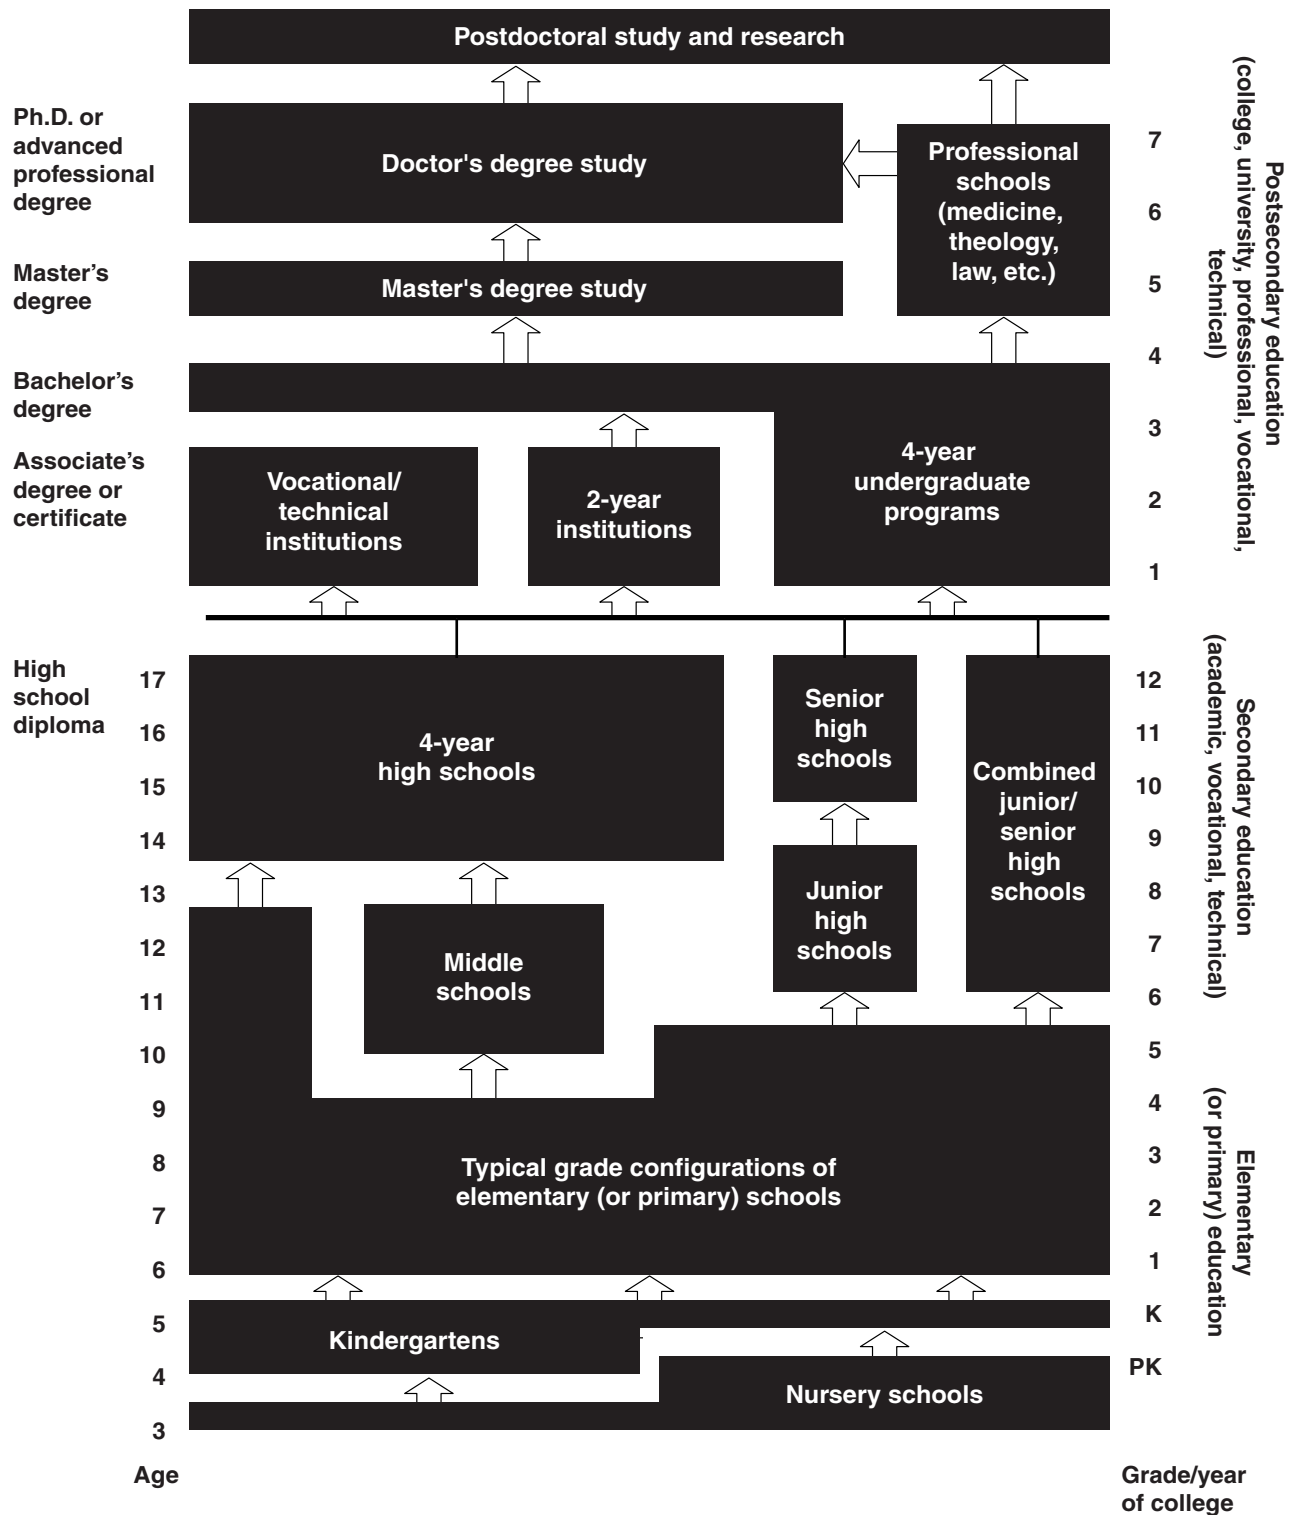 Postdoctoral study and research
Ph.D. or
advanced
professional
degree
Doctor's degree study
Professional
schools
(medicine,
theology,
law, etc.)
7
6
5
Master’s
degree
Master's degree study
4
Bachelor’s
degree
3
4-year
undergraduate
programs
Associate’s
degree or
certificate
Vocational/
technical
institutions
2-year
institutions
2
1
Postsecondary education
(college, university, professional, vocational,
technical)
High
school
diploma
17
16
15
14
13
12
11
10
9
8
7
6
5
4
3
Age
4-year
high schools
Senior
high
schools
Combined
junior/
senior
high
schools
Junior
high
schools
Middle
schools
Typical grade configurations of
elementary (or primary) schools
Kindergartens
Nursery schools
12
11
10
9
8
7
6
5
4
3
2
1
K
PK
Grade/year
of college
Secondary education
(academic, vocational, technical)
Elementary
(or primary) education